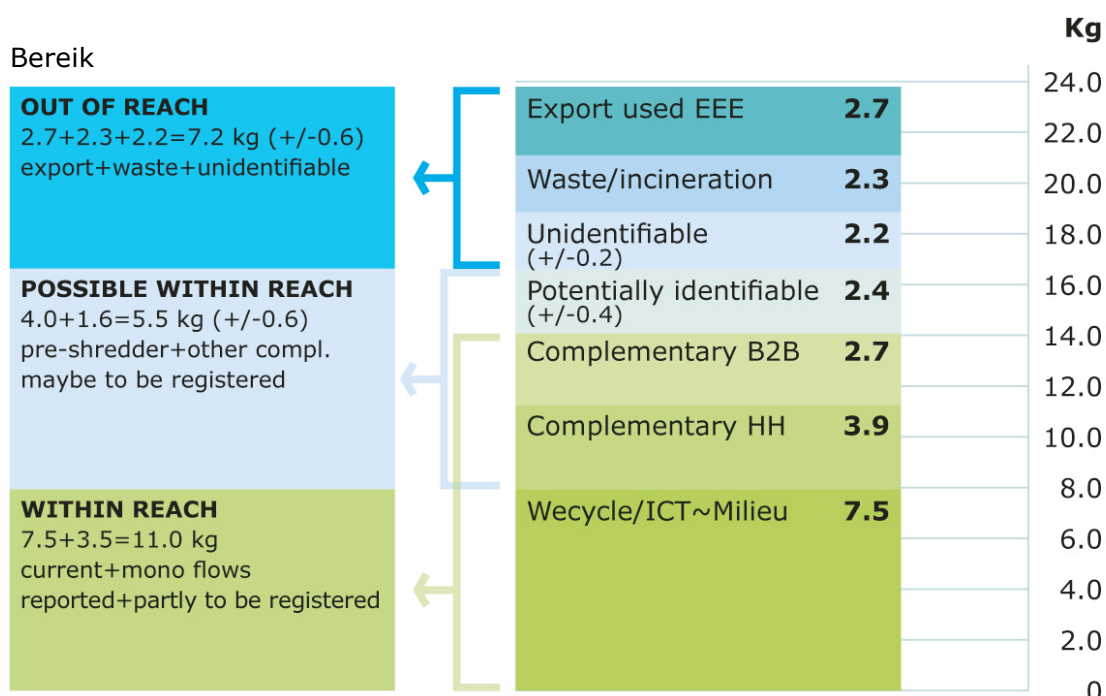 Bereik
OUT OF REACH
2.7+2.3+2.2=7.2 kg (+/-0.6)
export+waste+unidentifiable
POSSIBLE WITHIN REACH
4.0+1.6=5.5 kg (+/-0.6)
pre-shredder+other compl.
maybe to be registered
WITHIN REACH
7.5+3.5=11.0 kg
current+mono flows
reported+partly to be registered
Export used EEE 2.7
Waste/incineration 2.3
Unidentifiable 2.2
(+/-0.2)
Potentially identifiable 2.4
(+/-0.4)
Complementary B2B 2.7
Complementary HH 3.9
Wecycle/ICT~Milieu 7.5
Kg
24.0
22.0
20.0
18.0
16.0
14.0
12.0
10.0
8.0
6.0
4.0
2.0
0